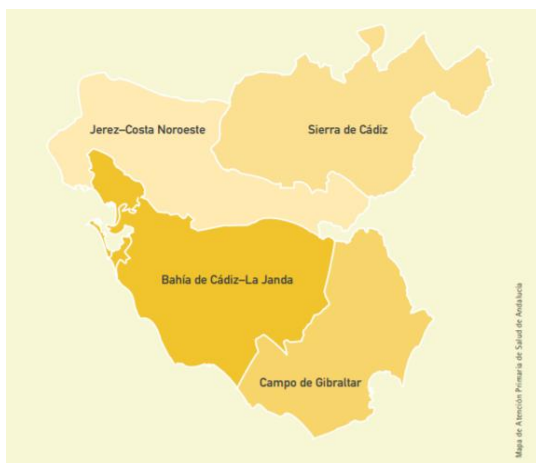 Jerez–Costa Noroeste
Sierra de Cádiz
Bahía de Cádiz–La Janda
Campo de Gibraltar
Mapa de Atención Primaria de Salud de Andalucía